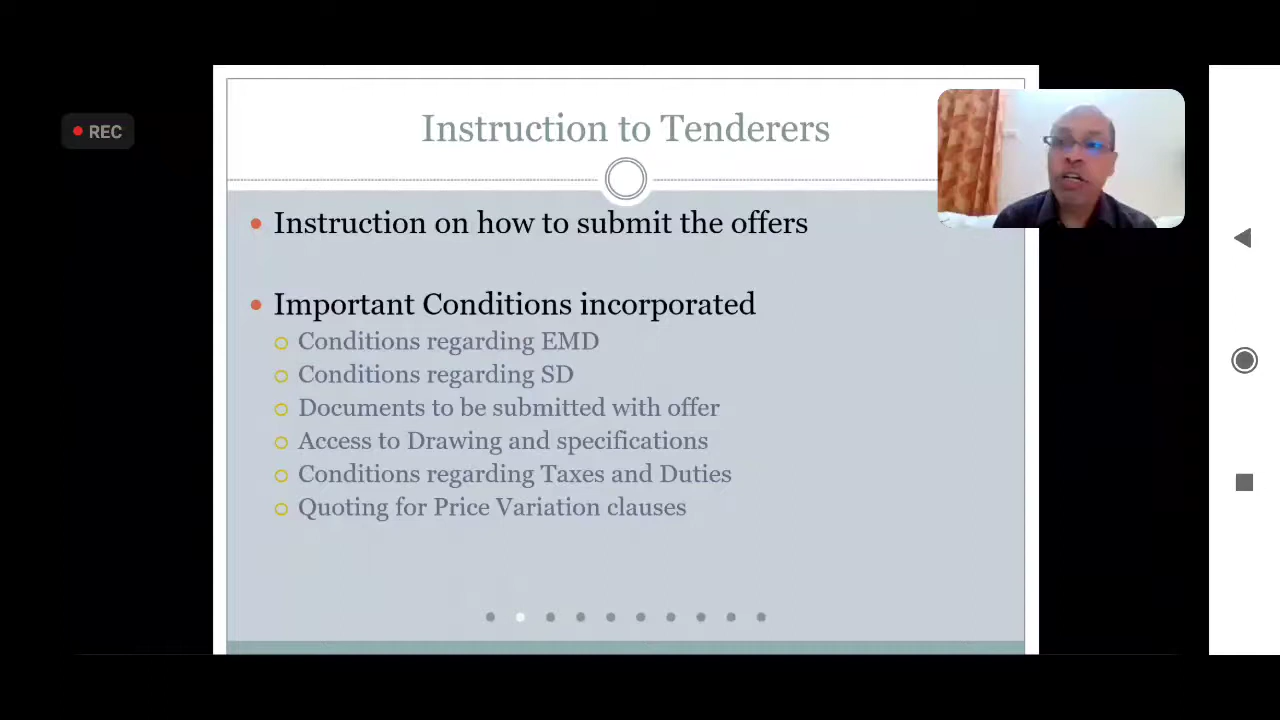 REC
Instruction to Tenderers
Instruction on how to submit the offers
Important Conditions incorporated
Conditions regarding EMD
Conditions regarding SD
Documents to be submitted with offer
Access to Drawing and specifications
Conditions regarding Taxes and Duties
Quoting for Price Variation clauses